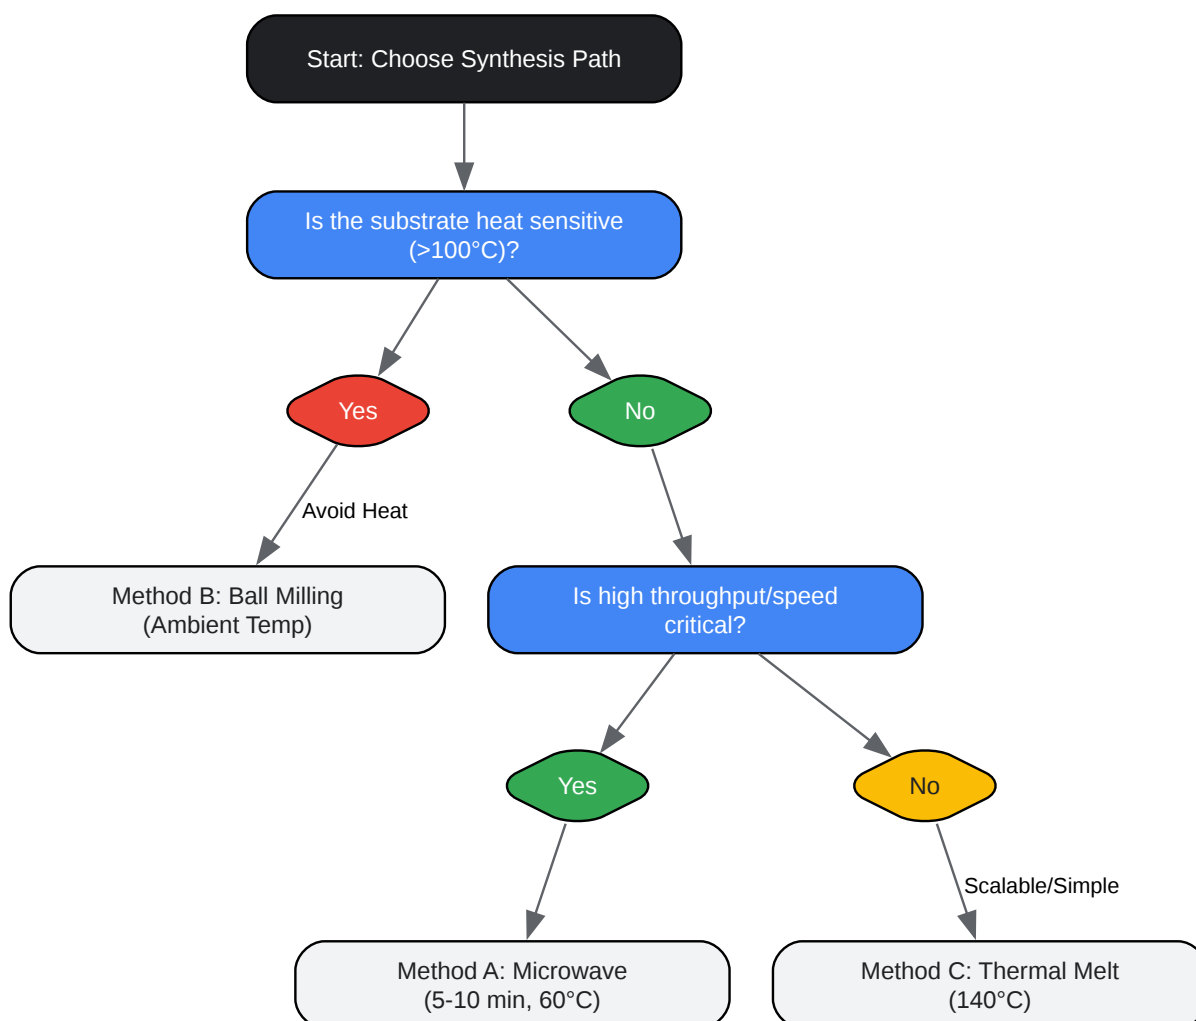 Start: Choose Synthesis Path
Is the substrate heat sensitive
(>100°C)?
Yes
No
Avoid Heat
Method B: Ball Milling
(Ambient Temp)
Is high throughput/speed
critical?
Yes
No
Scalable/Simple
Method A: Microwave
(5-10 min, 60°C)
Method C: Thermal Melt
(140°C)